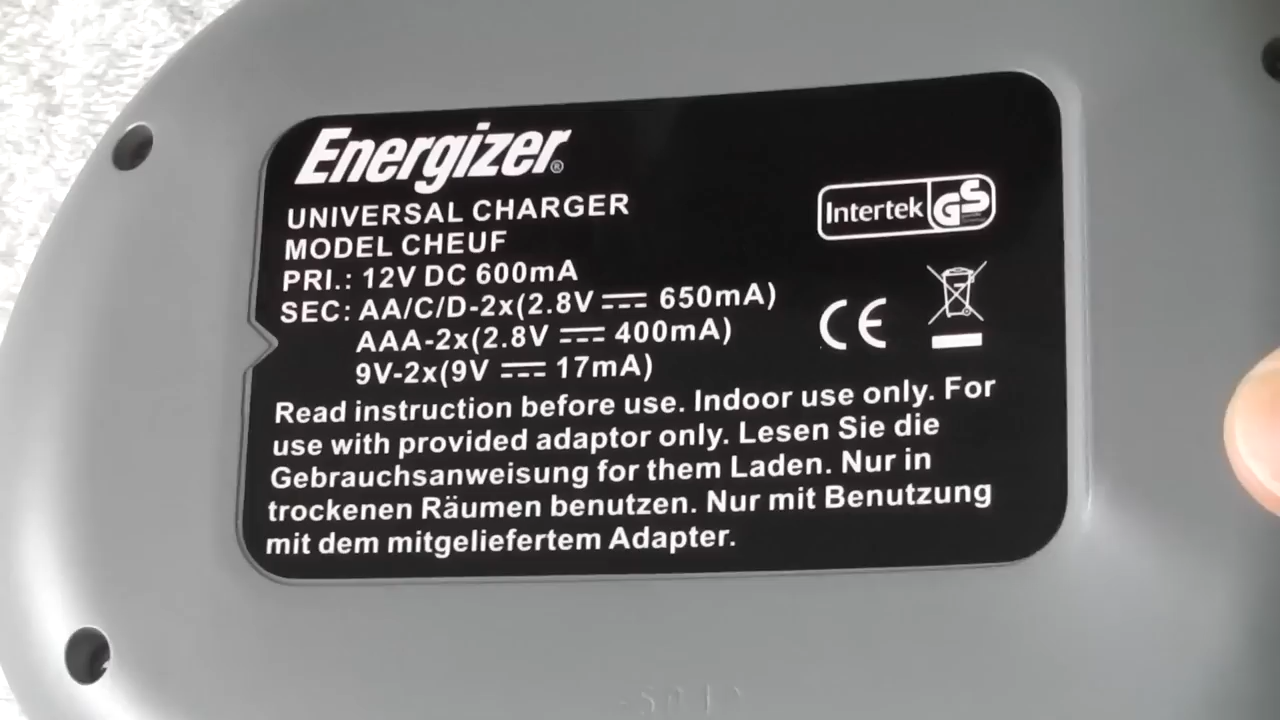 Energizer®
UNIVERSAL CHARGER
MODEL CHEUF
PRI.: 12V DC 600mA
SEC: AA/C/D-2x(2.8V ⎓ 650mA)
AAA-2x(2.8V ⎓ 400mA)
9V-2x(9V ⎓ 17mA)
Intertek GS
CE
Read instruction before use. Indoor use only. For
use with provided adaptor only. Lesen Sie die
Gebrauchsanweisung for them Laden. Nur in
trockenen Räumen benutzen. Nur mit Benutzung
mit dem mitgeliefertem Adapter.